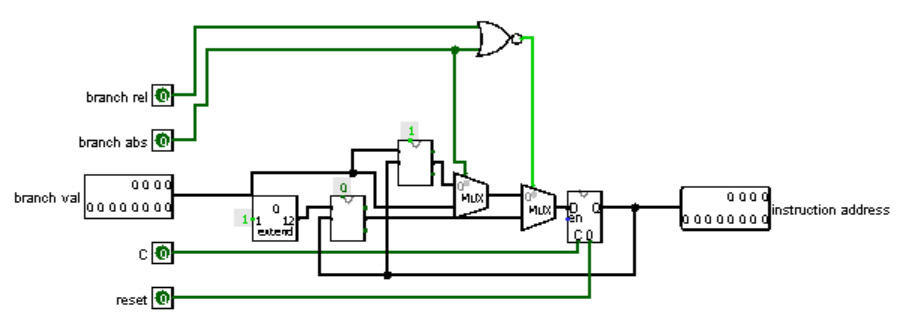 branch rel 0
branch abs 0
1
0 0 0 0
branch val 0 0 0 0 0 0 0 0
0
0
MUX
0
MUX
1
1 0 12
extend
D Q
en
C 0
0 0 0 0
0 0 0 0 0 0 0 0 instruction address
C 0
reset 0